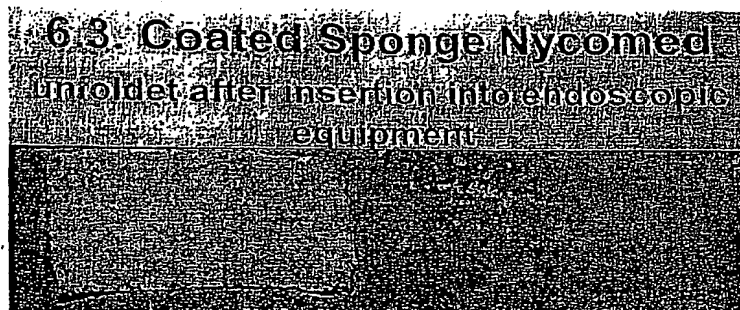 6.3. Coated Sponge Nycomed
unfoldet after insertion into endoscopic
equipment